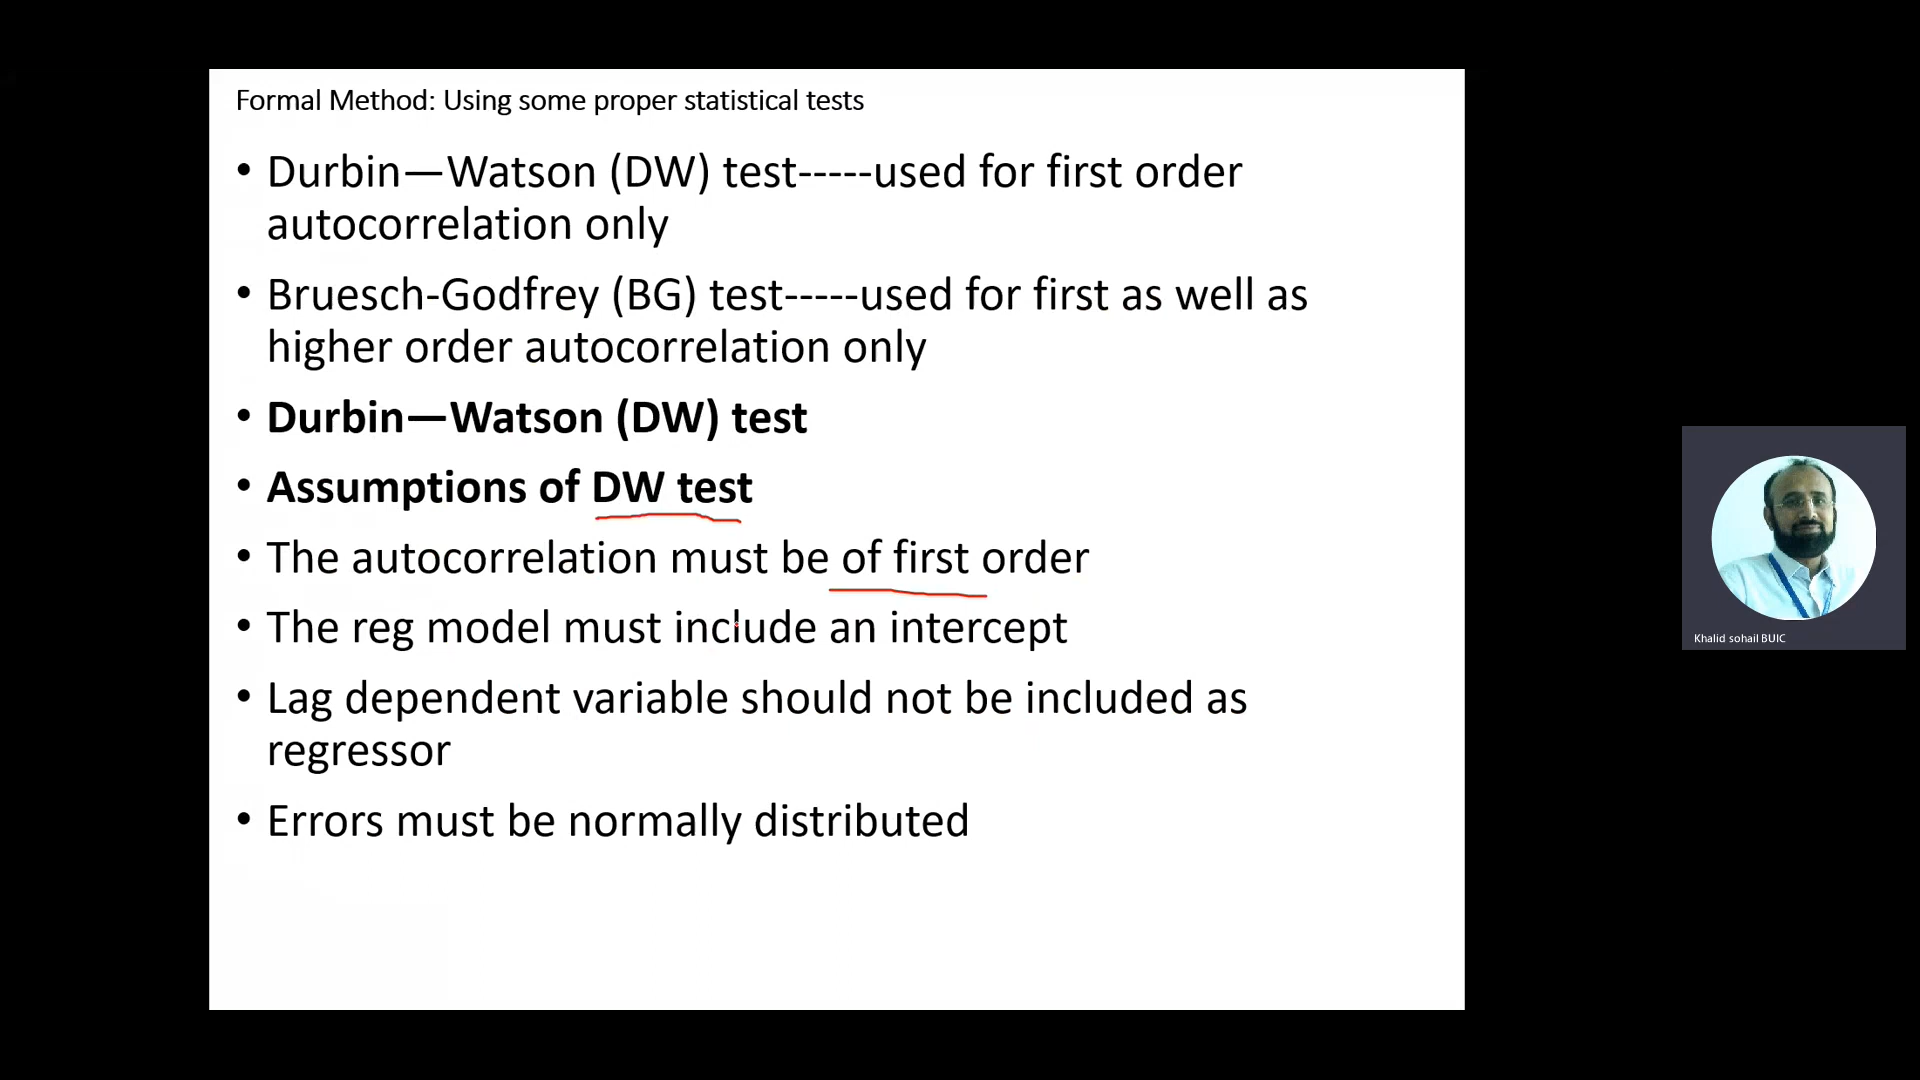 Formal Method: Using some proper statistical tests
• Durbin—Watson (DW) test-----used for first order
autocorrelation only
• Bruesch-Godfrey (BG) test-----used for first as well as
higher order autocorrelation only
• Durbin—Watson (DW) test
• Assumptions of DW test
• The autocorrelation must be of first order
• The reg model must include an intercept
• Lag dependent variable should not be included as
regressor
• Errors must be normally distributed
Khalid sohail BUIC